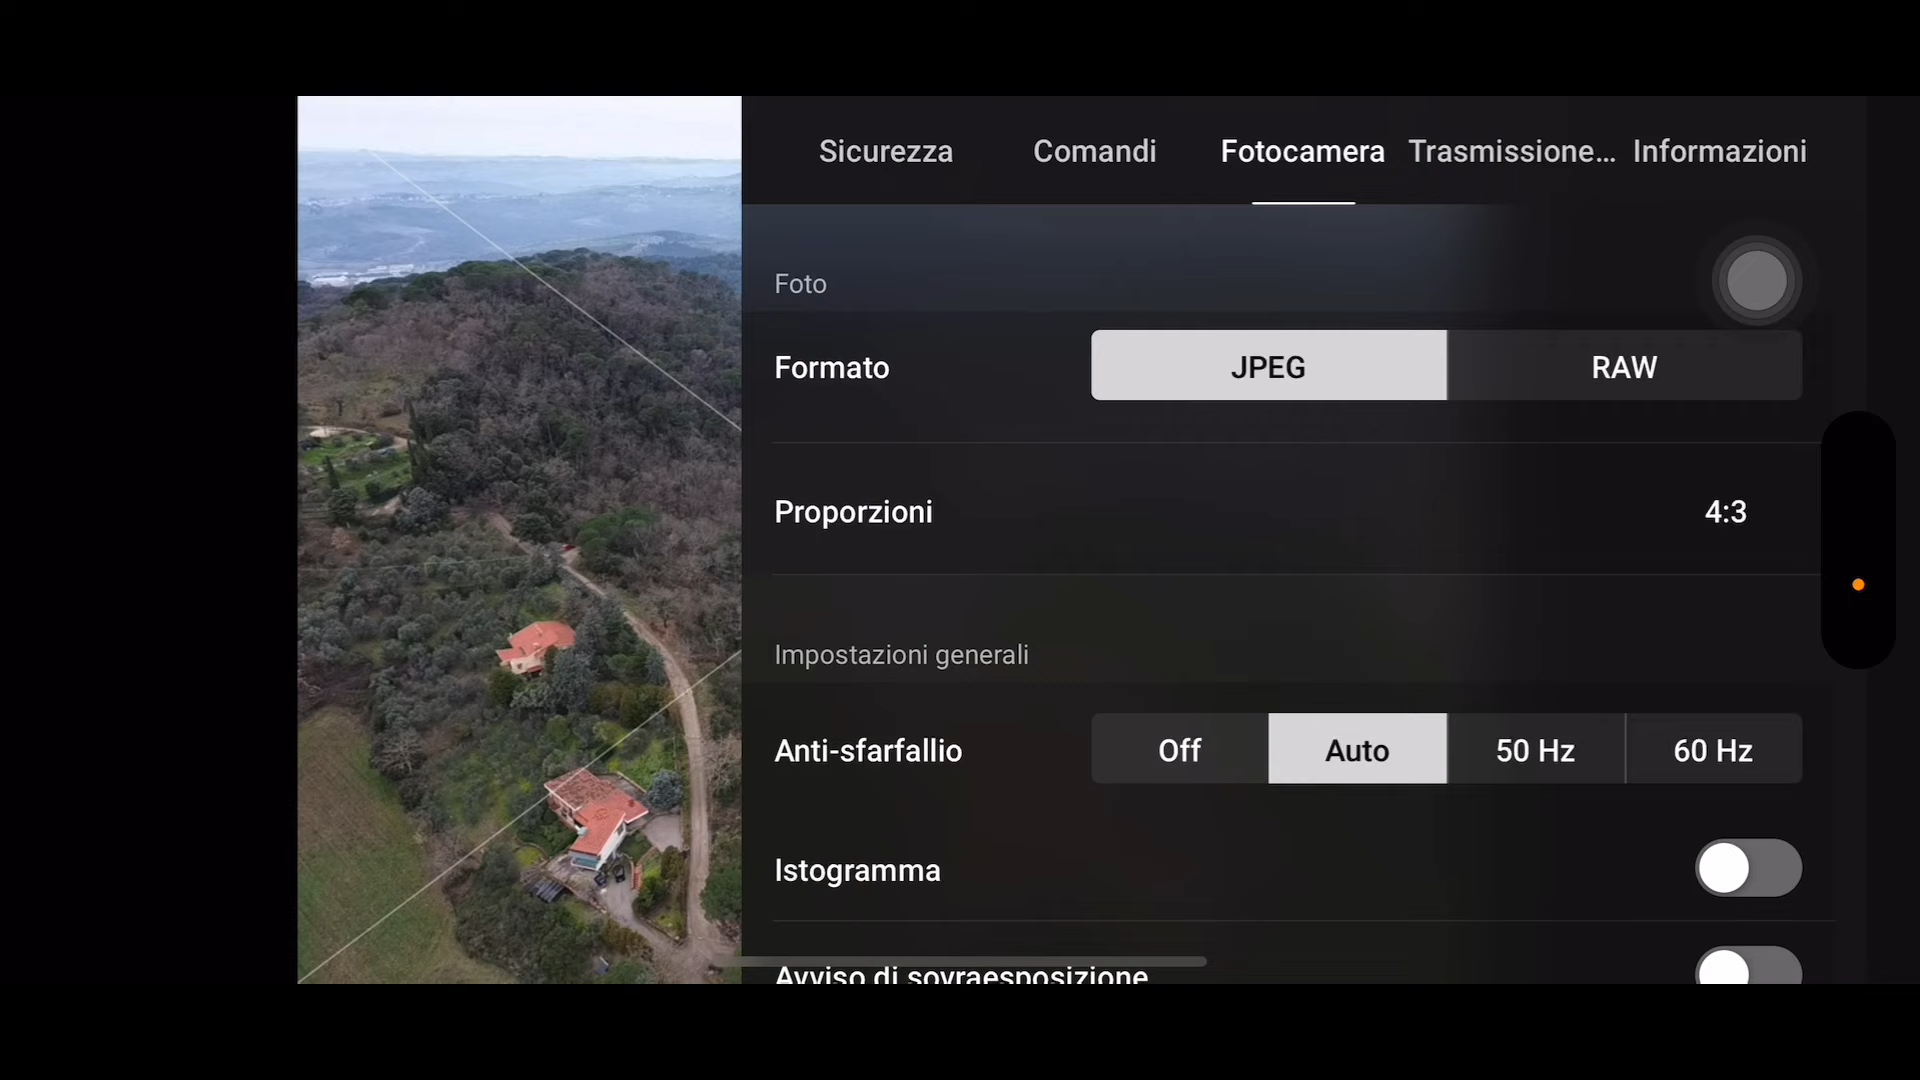 Sicurezza Comandi Fotocamera Trasmissione... Informazioni
Foto
Formato JPEG RAW
Proporzioni 4:3
Impostazioni generali
Anti-sfarfallio Off Auto 50 Hz 60 Hz
Istogramma
Avviso di sovraesposizione